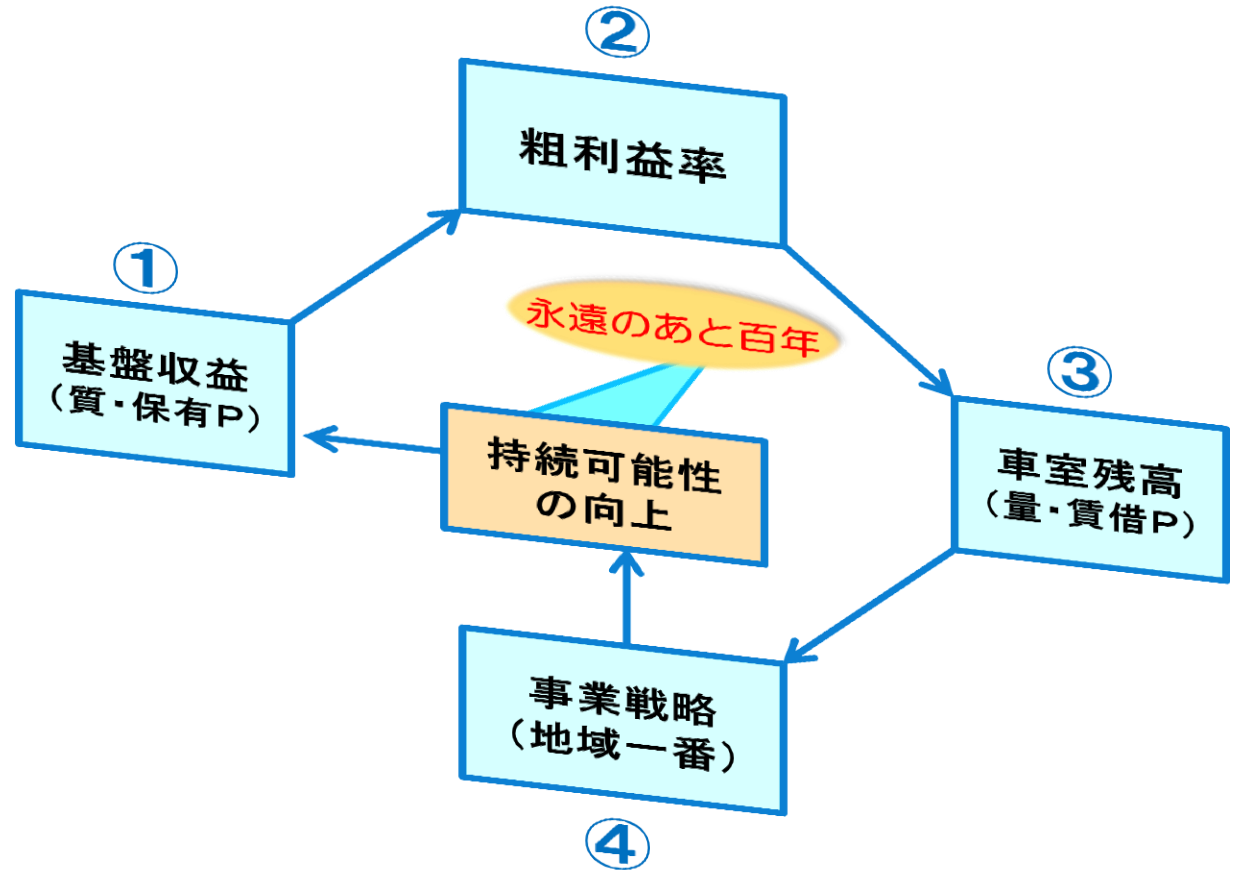 ②
粗利益率
①
基盤収益
（質・保有P）
永遠のあと百年
③
車室残高
（量・賃借P）
持続可能性
の向上
事業戦略
（地域一番）
④